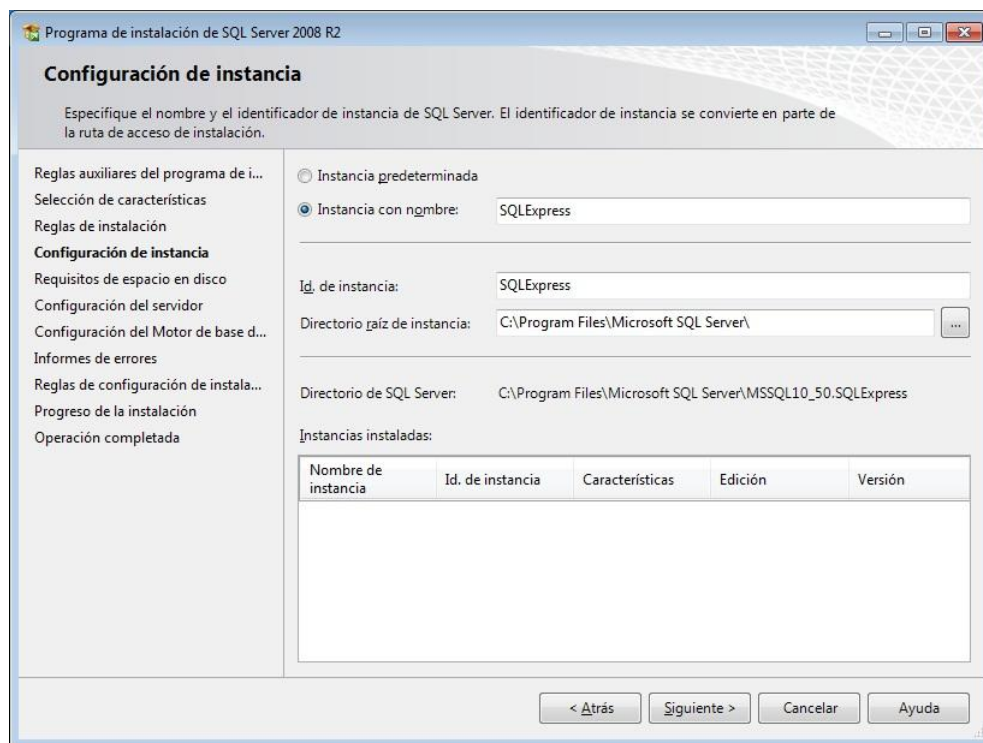 Programa de instalación de SQL Server 2008 R2
Configuración de instancia
Especifique el nombre y el identificador de instancia de SQL Server. El identificador de instancia se convierte en parte de
la ruta de acceso de instalación.
Reglas auxiliares del programa de i...
Selección de características
Reglas de instalación
Configuración de instancia
Requisitos de espacio en disco
Configuración del servidor
Configuración del Motor de base d...
Informes de errores
Reglas de configuración de instala...
Progreso de la instalación
Operación completada
Instancia predeterminada
Instancia con nombre: SQLExpress
Id. de instancia: SQLExpress
Directorio raíz de instancia: C:\Program Files\Microsoft SQL Server\ ...
Directorio de SQL Server: C:\Program Files\Microsoft SQL Server\MSSQL10_50.SQLExpress
Instancias instaladas:
Nombre de
instancia Id. de instancia Características Edición Versión
< Atrás Siguiente > Cancelar Ayuda